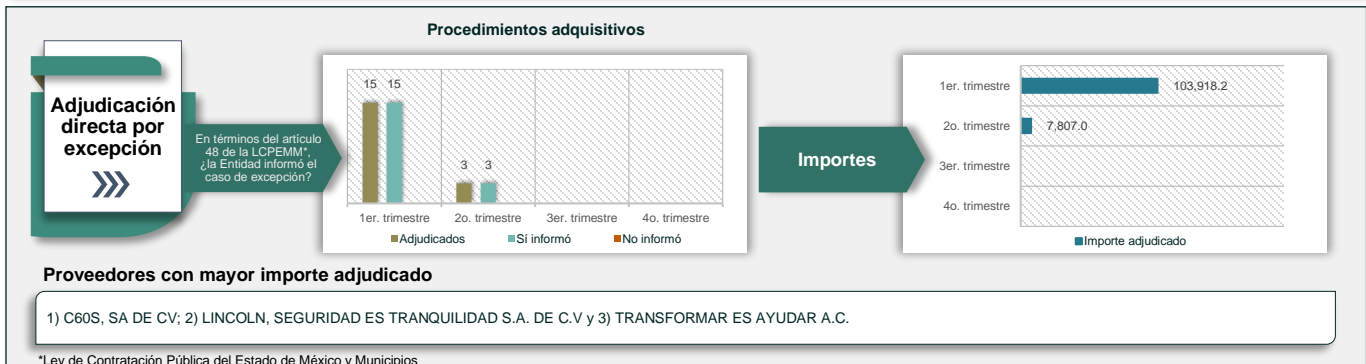 Procedimientos adquisitivos
Adjudicación
directa por
excepción
En términos del artículo
48 de la LCPEMM*,
¿la Entidad informó el
caso de excepción?
15 15
3 3
1er. trimestre 2o. trimestre 3er. trimestre 4o. trimestre
Adjudicados Sí informó No informó
Importes
1er. trimestre 103,918.2
2o. trimestre 7,807.0
3er. trimestre
4o. trimestre
Importe adjudicado
Proveedores con mayor importe adjudicado
1) C60S, SA DE CV; 2) LINCOLN, SEGURIDAD ES TRANQUILIDAD S.A. DE C.V y 3) TRANSFORMAR ES AYUDAR A.C.
*Ley de Contratación Pública del Estado de México y Municipios